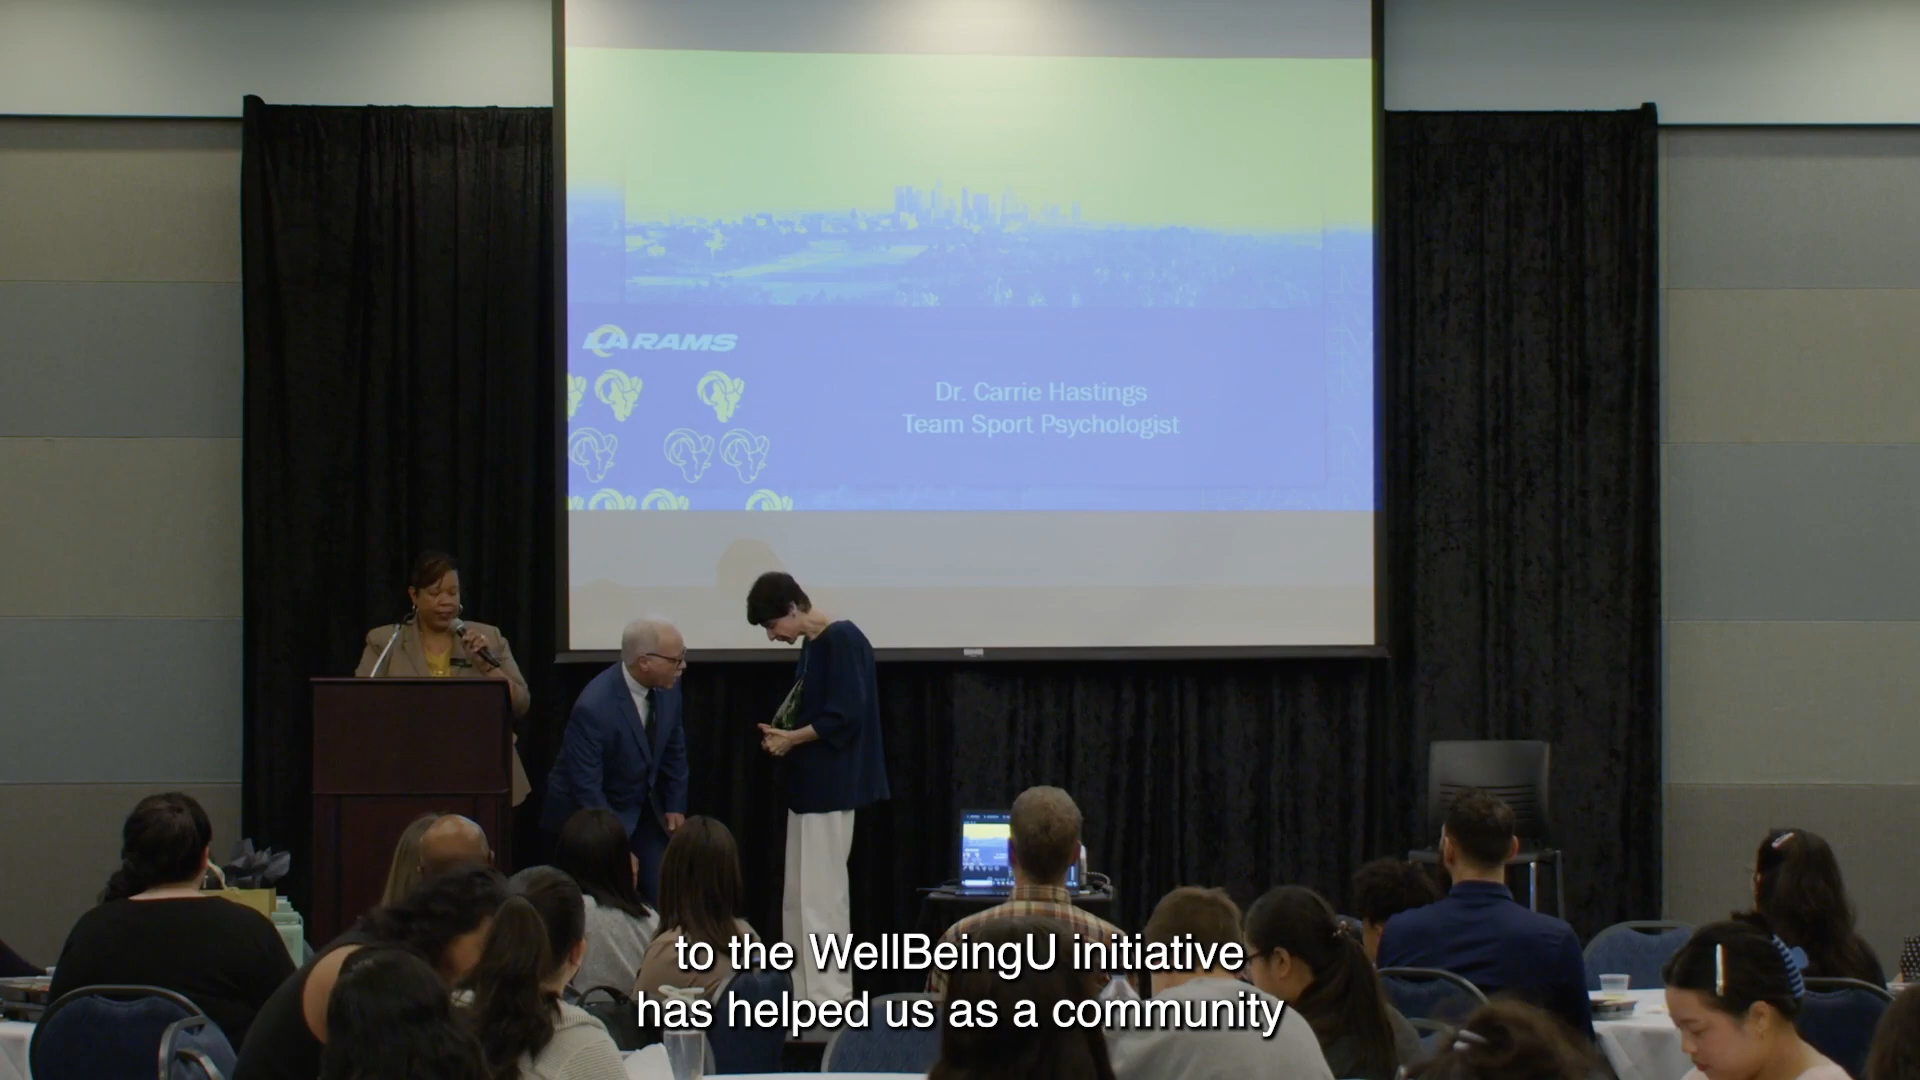 LA RAMS
Dr. Carrie Hastings
Team Sport Psychologist
to the WellBeingU initiative
has helped us as a community